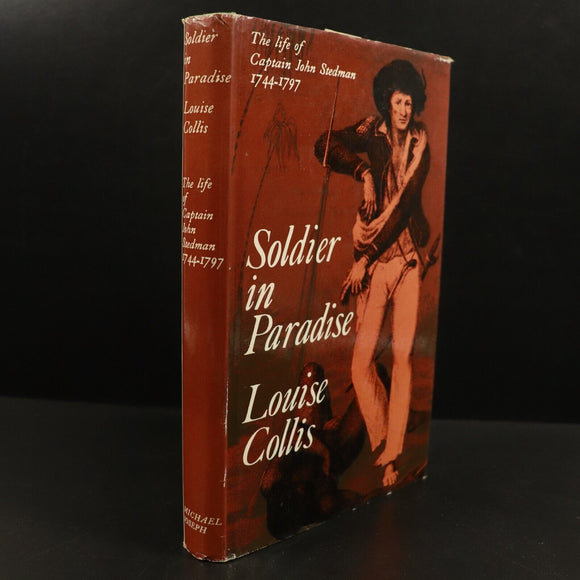 Soldier
in
Paradise
Louise
Collis
The life
of
Captain
John
Stedman
1744-1797
MICHAEL
JOSEPH
The life of
Captain John Stedman
1744-1797
Soldier
in
Paradise
Louise
Collis